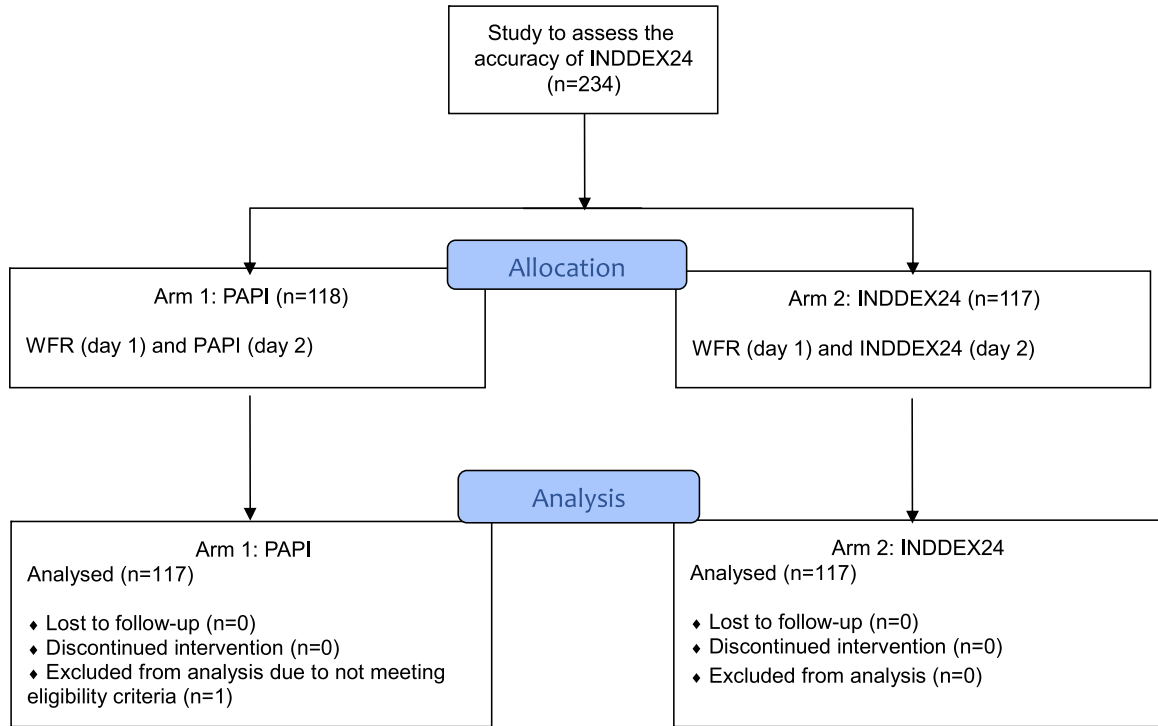 Study to assess the
accuracy of INDDEX24
(n=234)
Allocation
Arm 1: PAPI (n=118)
WFR (day 1) and PAPI (day 2)
Arm 2: INDDEX24 (n=117)
WFR (day 1) and INDDEX24 (day 2)
Analysis
Arm 1: PAPI
Analysed (n=117)
♦ Lost to follow-up (n=0)
♦ Discontinued intervention (n=0)
♦ Excluded from analysis due to not meeting
eligibility criteria (n=1)
Arm 2: INDDEX24
Analysed (n=117)
♦ Lost to follow-up (n=0)
♦ Discontinued intervention (n=0)
♦ Excluded from analysis (n=0)